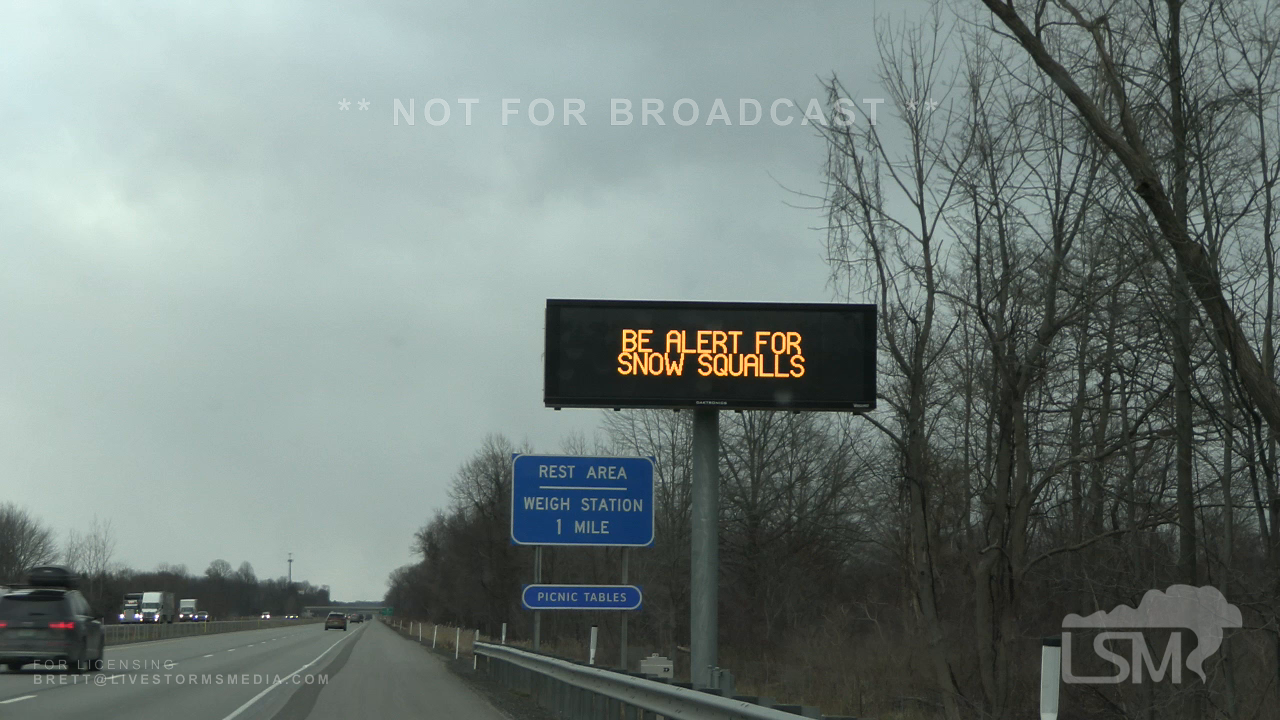 ** NOT FOR BROADCAST **
BE ALERT FOR
SNOW SQUALLS
DAKTRONICS
REST AREA
WEIGH STATION
1 MILE
PICNIC TABLES
FOR LICENSING
BRETT@LIVESTORMSMEDIA.COM
LSM